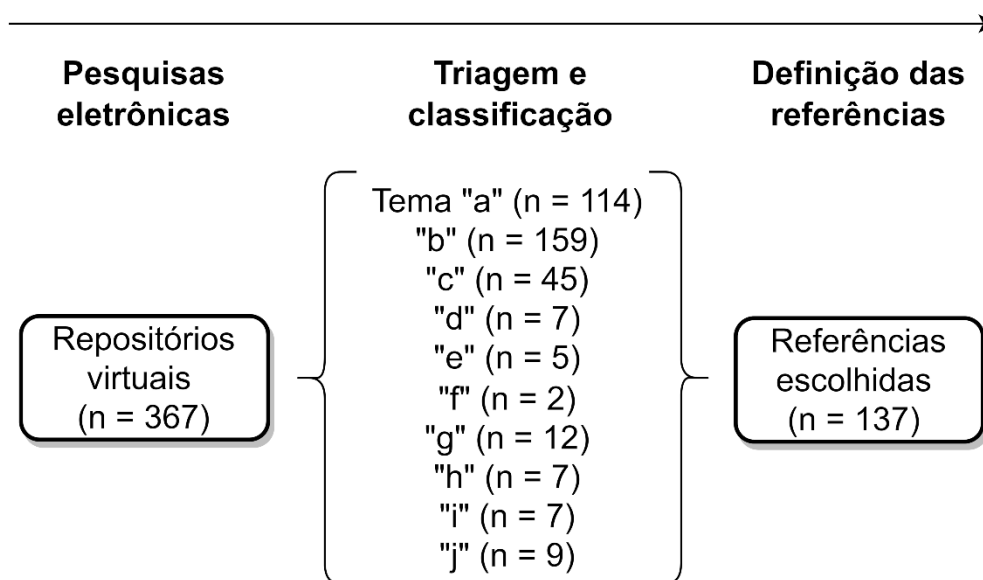 Pesquisas
eletrônicas
Triagem e
classificação
Definição das
referências
Repositórios
virtuais
(n = 367)
Tema "a" (n = 114)
"b" (n = 159)
"c" (n = 45)
"d" (n = 7)
"e" (n = 5)
"f" (n = 2)
"g" (n = 12)
"h" (n = 7)
"i" (n = 7)
"j" (n = 9)
Referências
escolhidas
(n = 137)